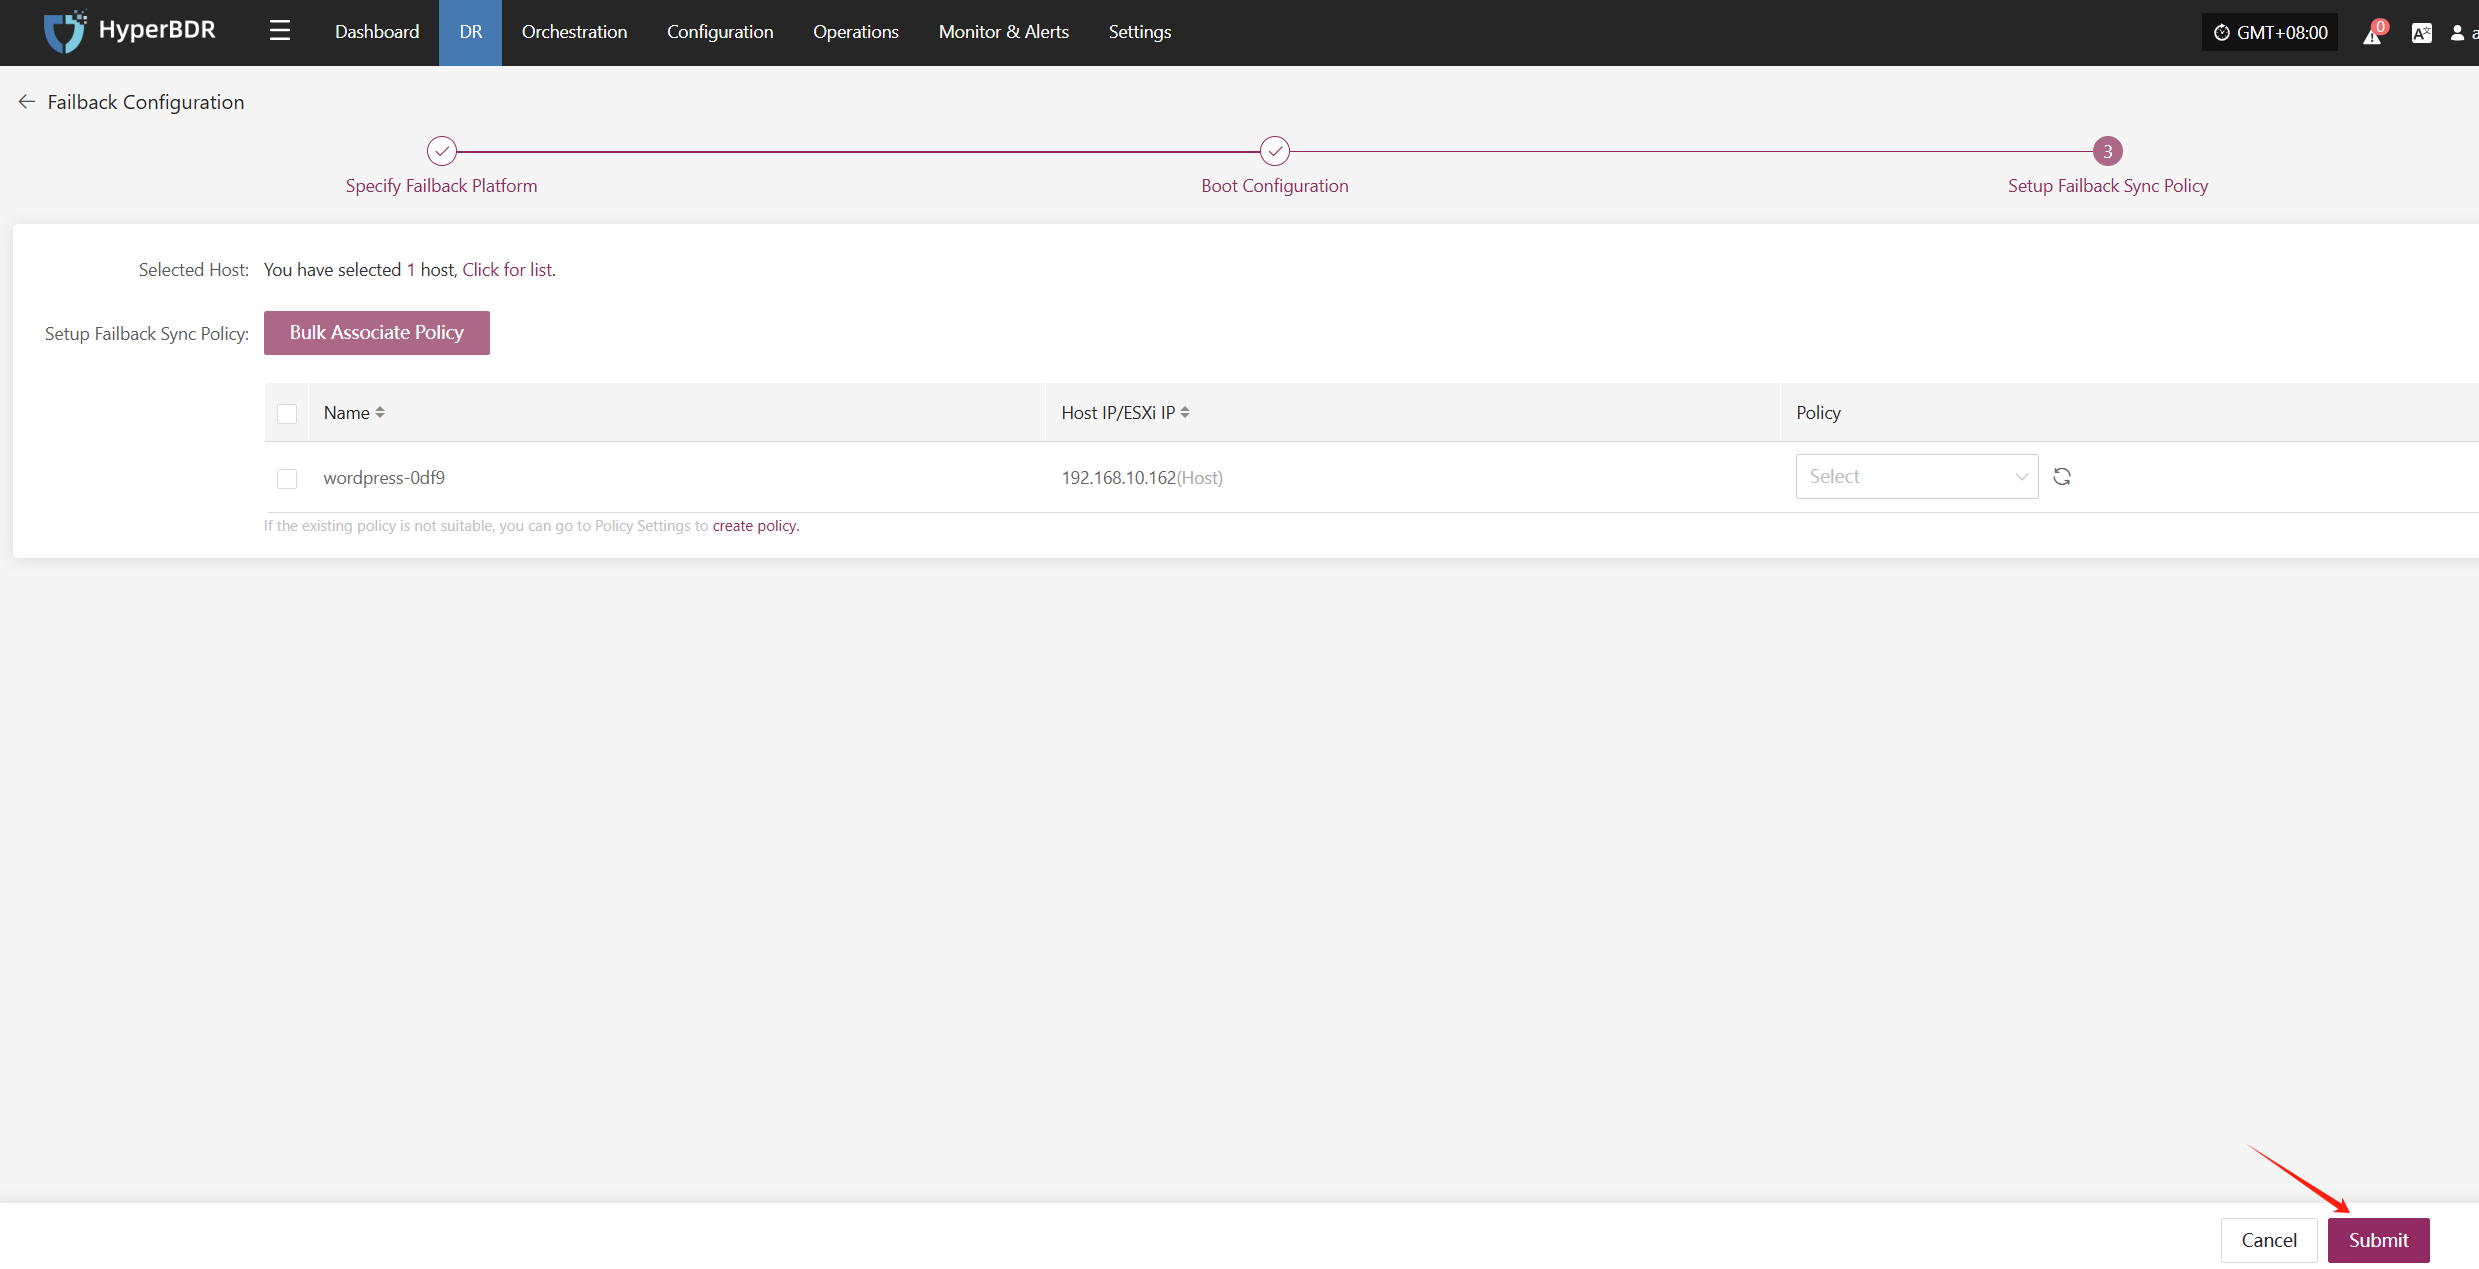 HyperBDR
Dashboard
DR
Orchestration
Configuration
Operations
Monitor & Alerts
Settings
GMT+08:00
0
a
Failback Configuration
Specify Failback Platform
Boot Configuration
3
Setup Failback Sync Policy
Selected Host: You have selected 1 host, Click for list.
Setup Failback Sync Policy: Bulk Associate Policy
Name
Host IP/ESXi IP
Policy
wordpress-0df9
192.168.10.162(Host)
Select
If the existing policy is not suitable, you can go to Policy Settings to create policy.
Cancel
Submit